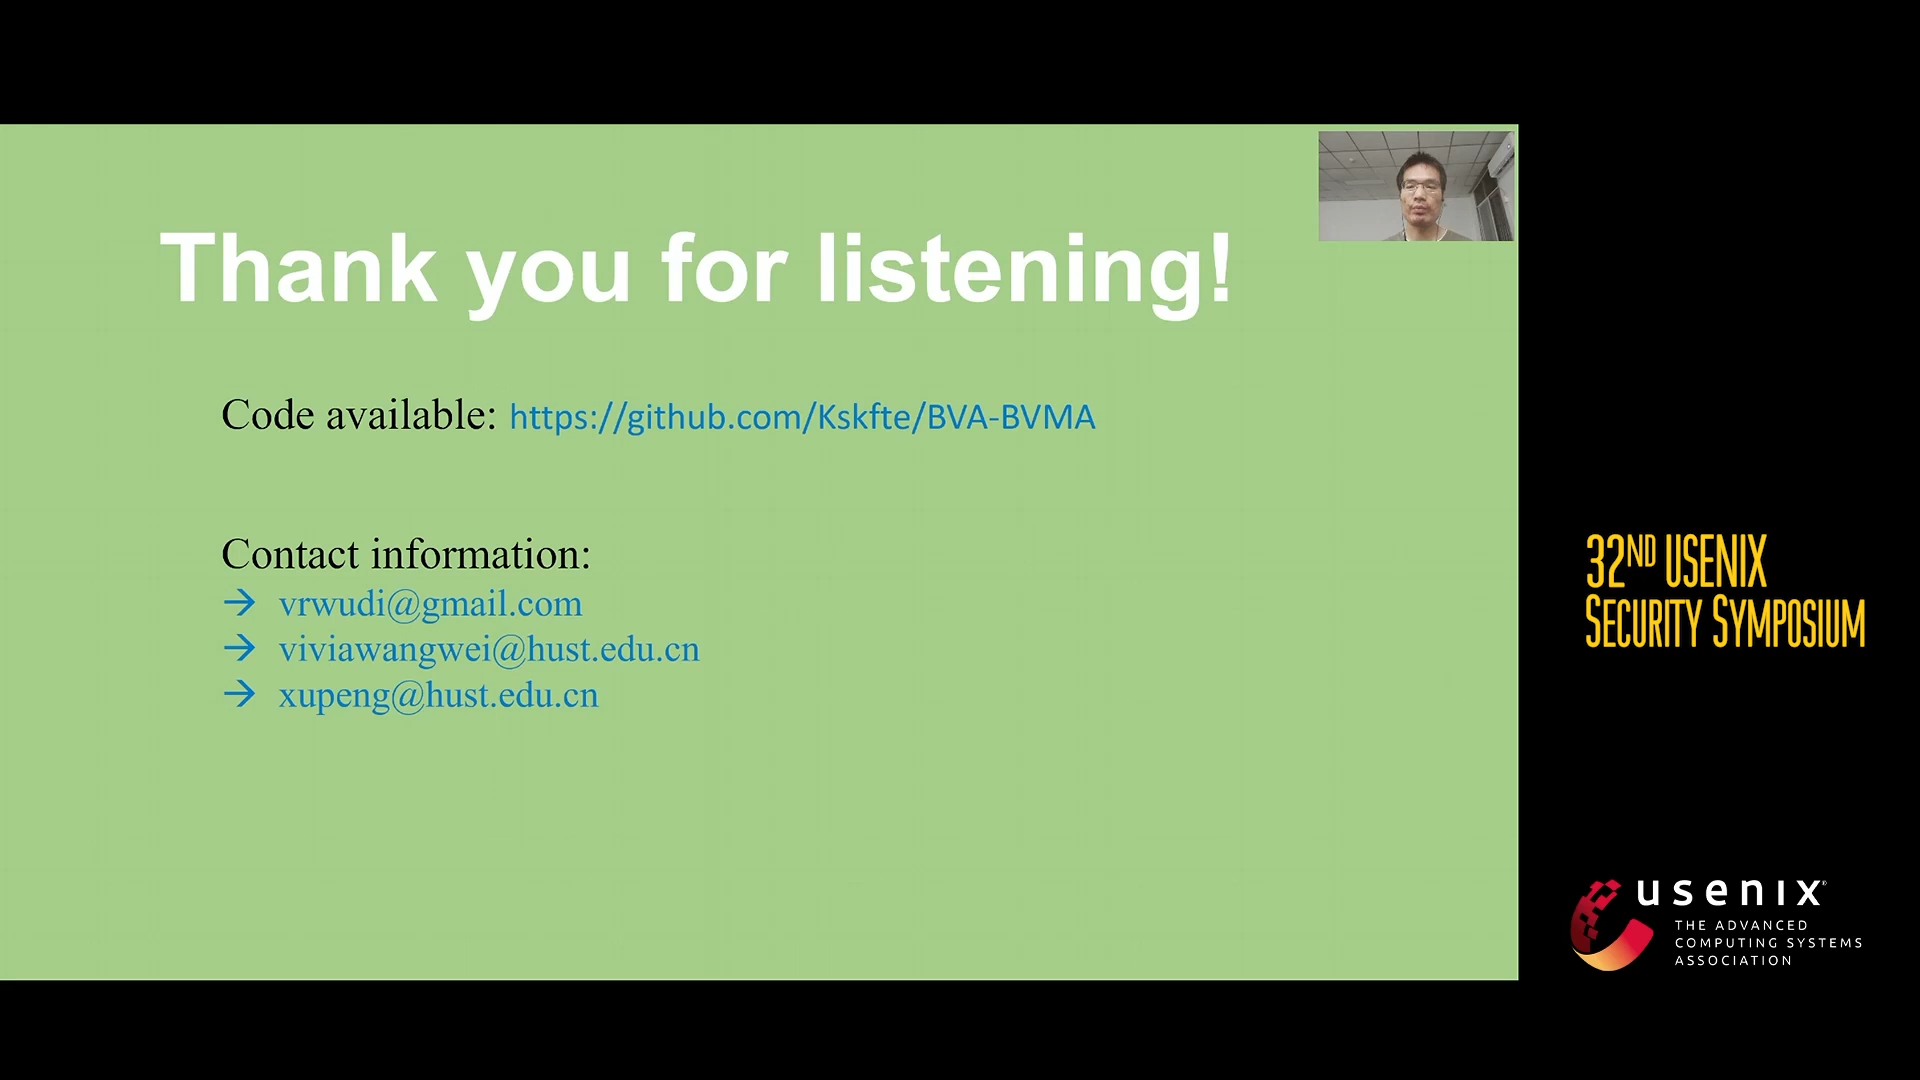 Thank you for listening!
Code available: https://github.com/Kskfte/BVA-BVMA
Contact information:
→ vrwudi@gmail.com
→ viviawangwei@hust.edu.cn
→ xupeng@hust.edu.cn
32ND USENIX
SECURITY SYMPOSIUM
usenix®
THE ADVANCED
COMPUTING SYSTEMS
ASSOCIATION